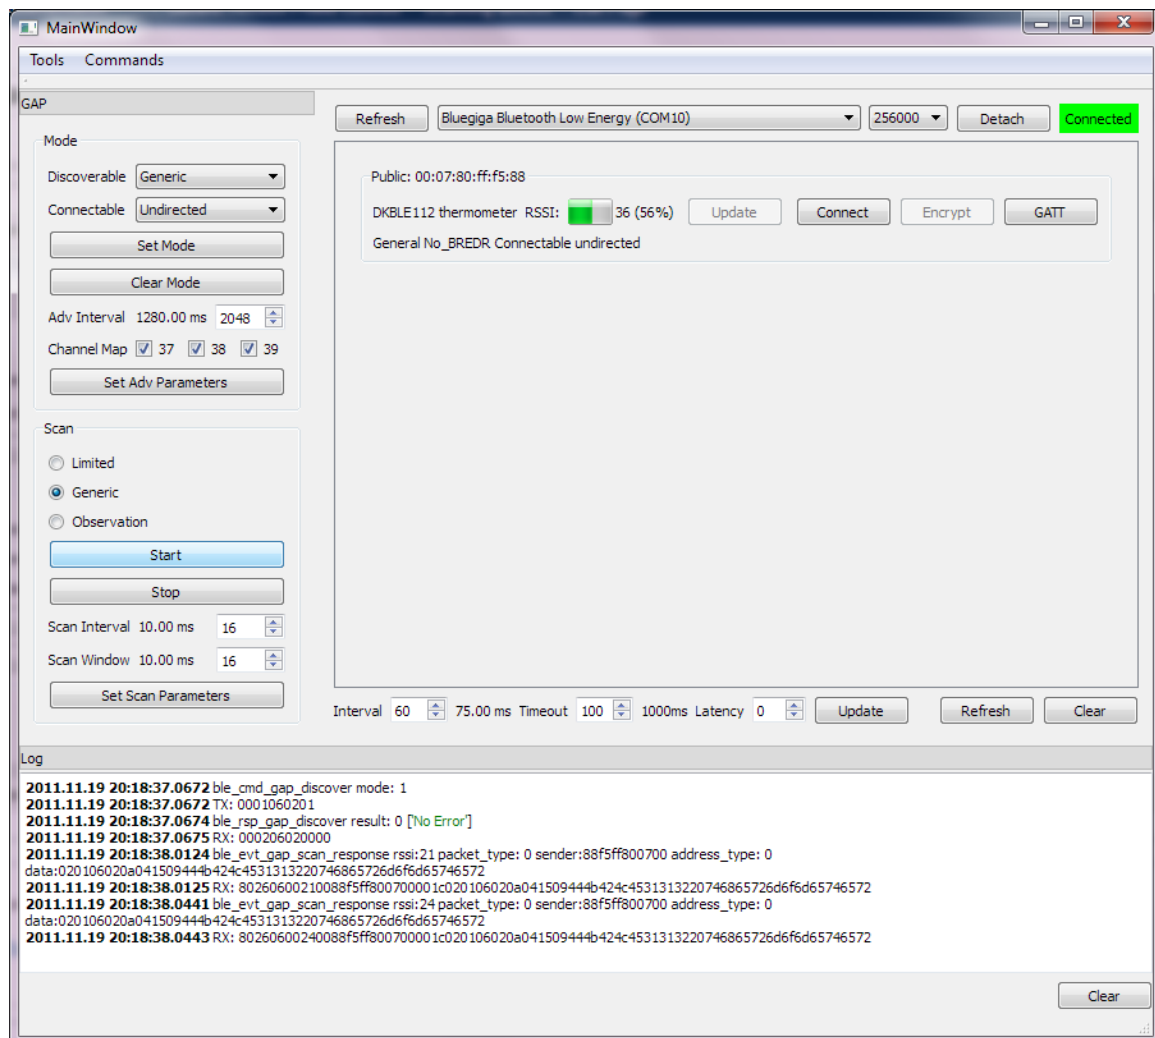 MainWindow
Tools Commands
GAP
Refresh Bluegiga Bluetooth Low Energy (COM10) 256000 Detach Connected
Mode
Discoverable Generic
Connectable Undirected
Set Mode
Clear Mode
Adv Interval 1280.00 ms 2048
Channel Map 37 38 39
Set Adv Parameters
Scan
Limited
Generic
Observation
Start
Stop
Scan Interval 10.00 ms 16
Scan Window 10.00 ms 16
Set Scan Parameters
Public: 00:07:80:ff:f5:88
DKBLE112 thermometer RSSI: 36 (56%) Update Connect Encrypt GATT
General No_BREDR Connectable undirected
Interval 60 75.00 ms Timeout 100 1000ms Latency 0 Update Refresh Clear
Log
2011.11.19 20:18:37.0672 ble_cmd_gap_discover mode: 1
2011.11.19 20:18:37.0672 TX: 0001060201
2011.11.19 20:18:37.0674 ble_rsp_gap_discover result: 0 ['No Error']
2011.11.19 20:18:37.0675 RX: 000206020000
2011.11.19 20:18:38.0124 ble_evt_gap_scan_response rssi:21 packet_type: 0 sender:88f5ff800700 address_type: 0
data:020106020a041509444b424c4531313220746865726d6f6d65746572
2011.11.19 20:18:38.0125 RX: 80260600210088f5ff800700001c020106020a041509444b424c4531313220746865726d6f6d65746572
2011.11.19 20:18:38.0441 ble_evt_gap_scan_response rssi:24 packet_type: 0 sender:88f5ff800700 address_type: 0
data:020106020a041509444b424c4531313220746865726d6f6d65746572
2011.11.19 20:18:38.0443 RX: 80260600240088f5ff800700001c020106020a041509444b424c4531313220746865726d6f6d65746572
Clear